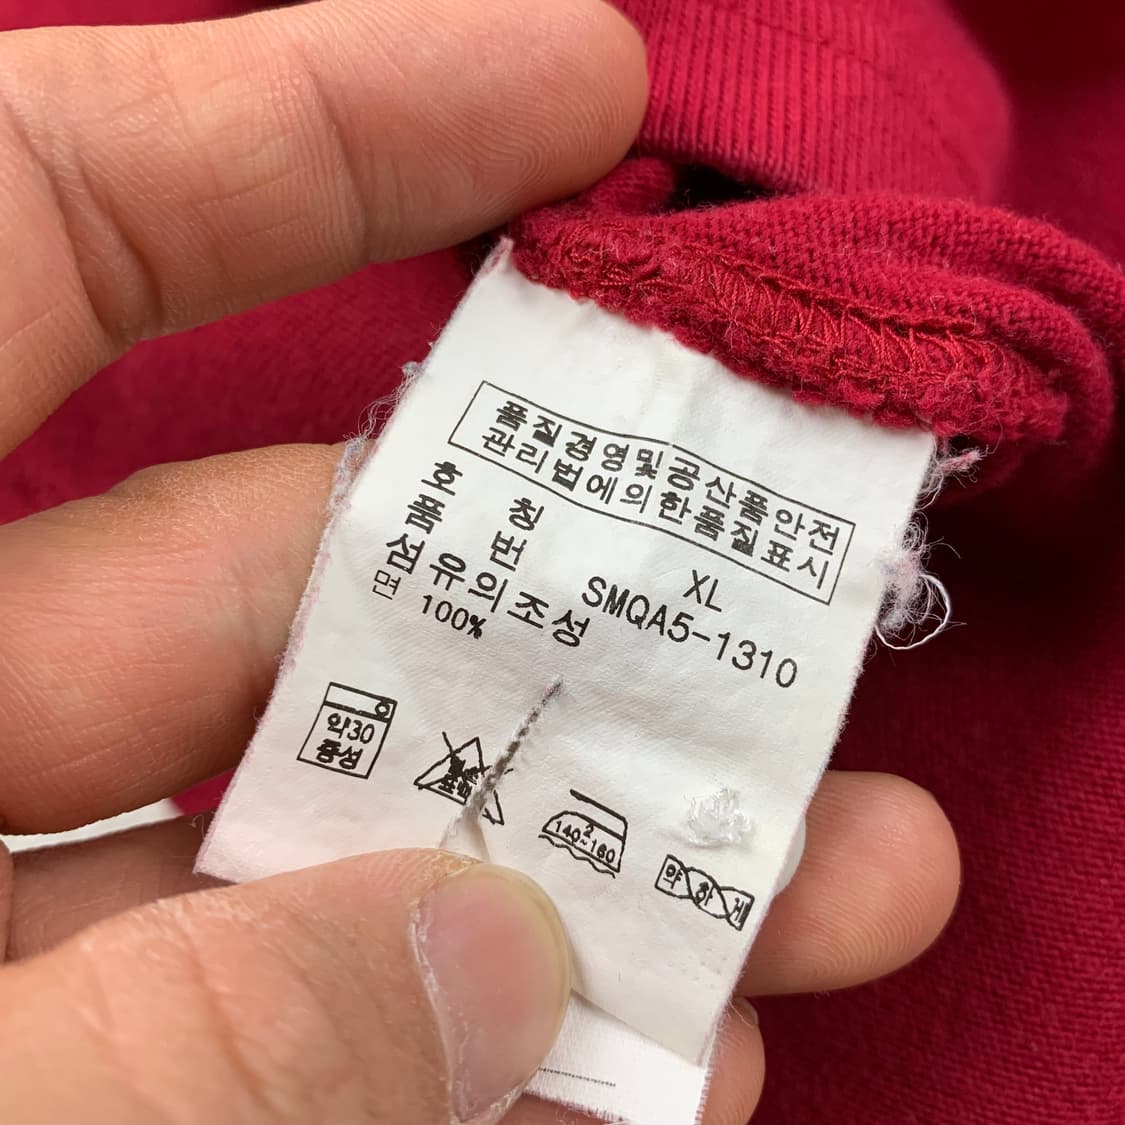 품질경영및공산품안전
관리법에의한품질표시
호 칭 XL
품 번 SMQA5-1310
섬유의조성
면 100%
약30
중성
140~160
2
약하게